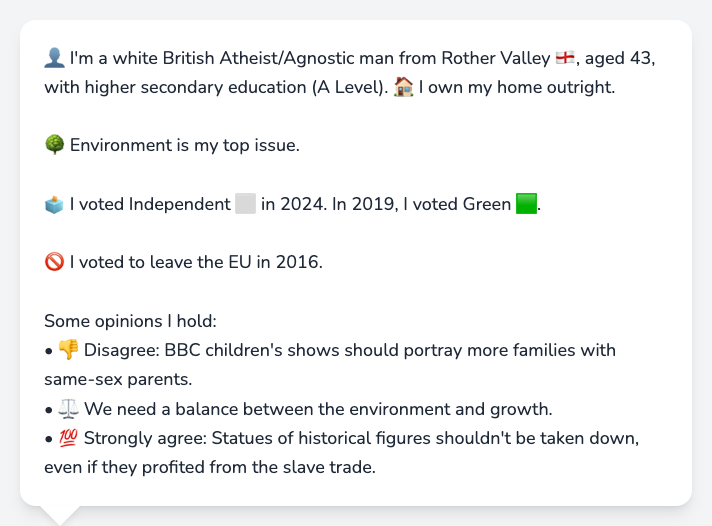 👤 I'm a white British Atheist/Agnostic man from Rother Valley 🏴󠁧󠁢󠁥󠁮󠁧󠁿, aged 43,
with higher secondary education (A Level). 🏠 I own my home outright.
🌳 Environment is my top issue.
🗳️ I voted Independent ⬜ in 2024. In 2019, I voted Green 🟩.
🚫 I voted to leave the EU in 2016.
Some opinions I hold:
• 👎 Disagree: BBC children's shows should portray more families with
same-sex parents.
• ⚖️ We need a balance between the environment and growth.
• 💯 Strongly agree: Statues of historical figures shouldn't be taken down,
even if they profited from the slave trade.